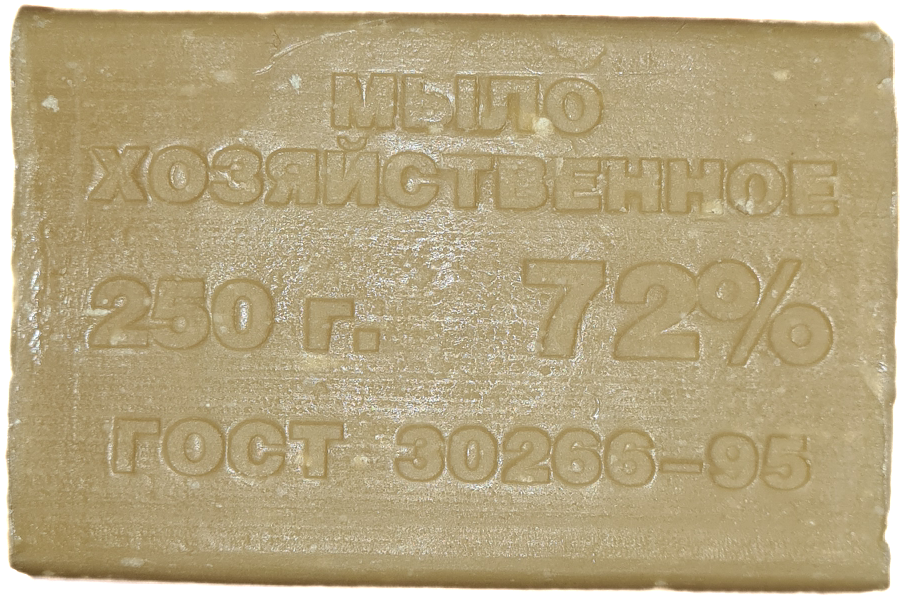 МЫЛО
ХОЗЯЙСТВЕННОЕ
250 г. 72%
ГОСТ 30266-95